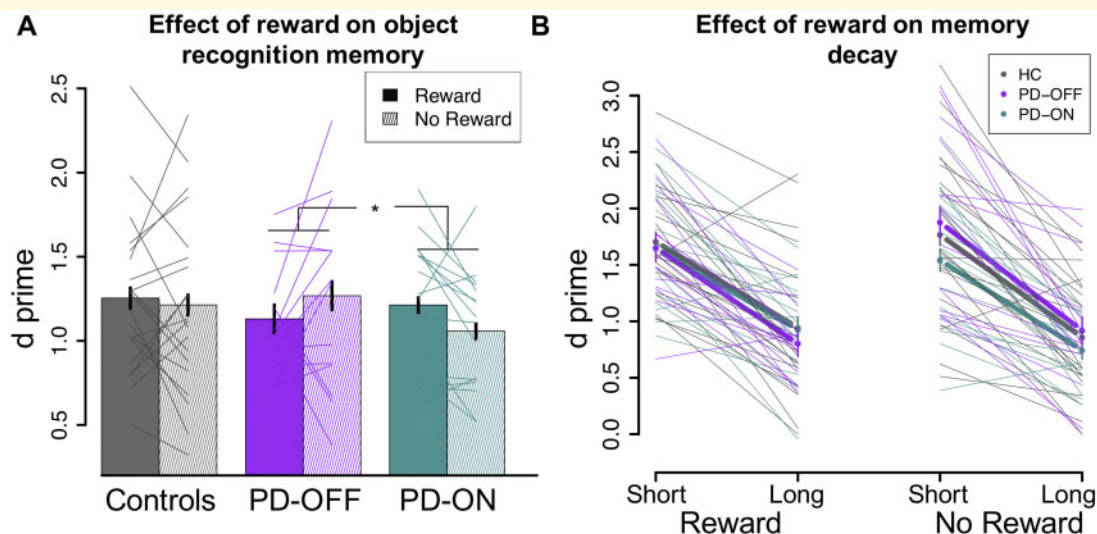 A
Effect of reward on object
recognition memory
Reward
No Reward
*
d prime
2.5
2.0
1.5
1.0
0.5
Controls
PD-OFF
PD-ON
B
Effect of reward on memory
decay
HC
PD−OFF
PD−ON
d prime
3.0
2.5
2.0
1.5
1.0
0.5
0.0
Short
Long
Short
Long
Reward
No Reward